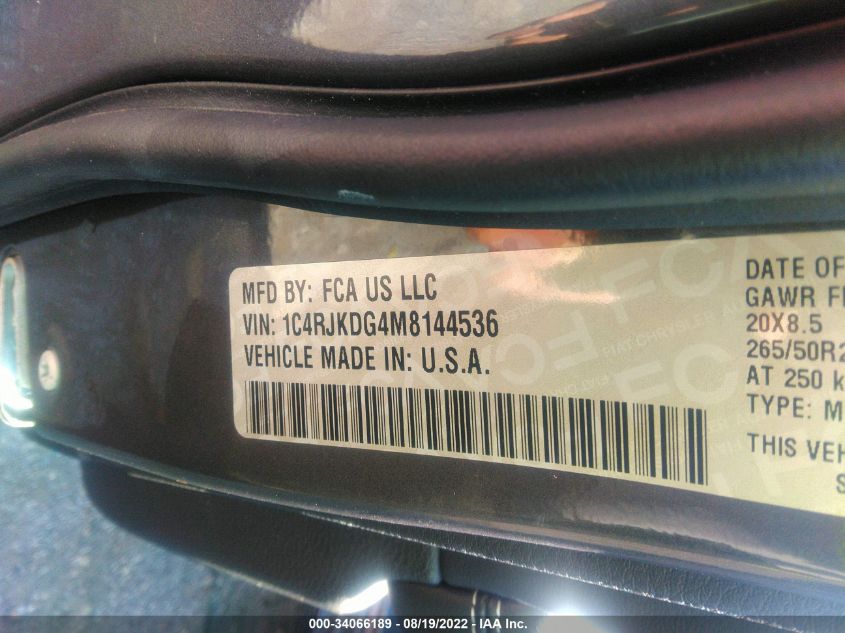 MFD BY: FCA US LLC
VIN: 1C4RJKDG4M8144536
VEHICLE MADE IN: U.S.A.
DATE OF
GAWR F
20X8.5
265/50R2
AT 250 k
TYPE: M
THIS VEH
S
000-34066189 - 08/19/2022 - IAA Inc.